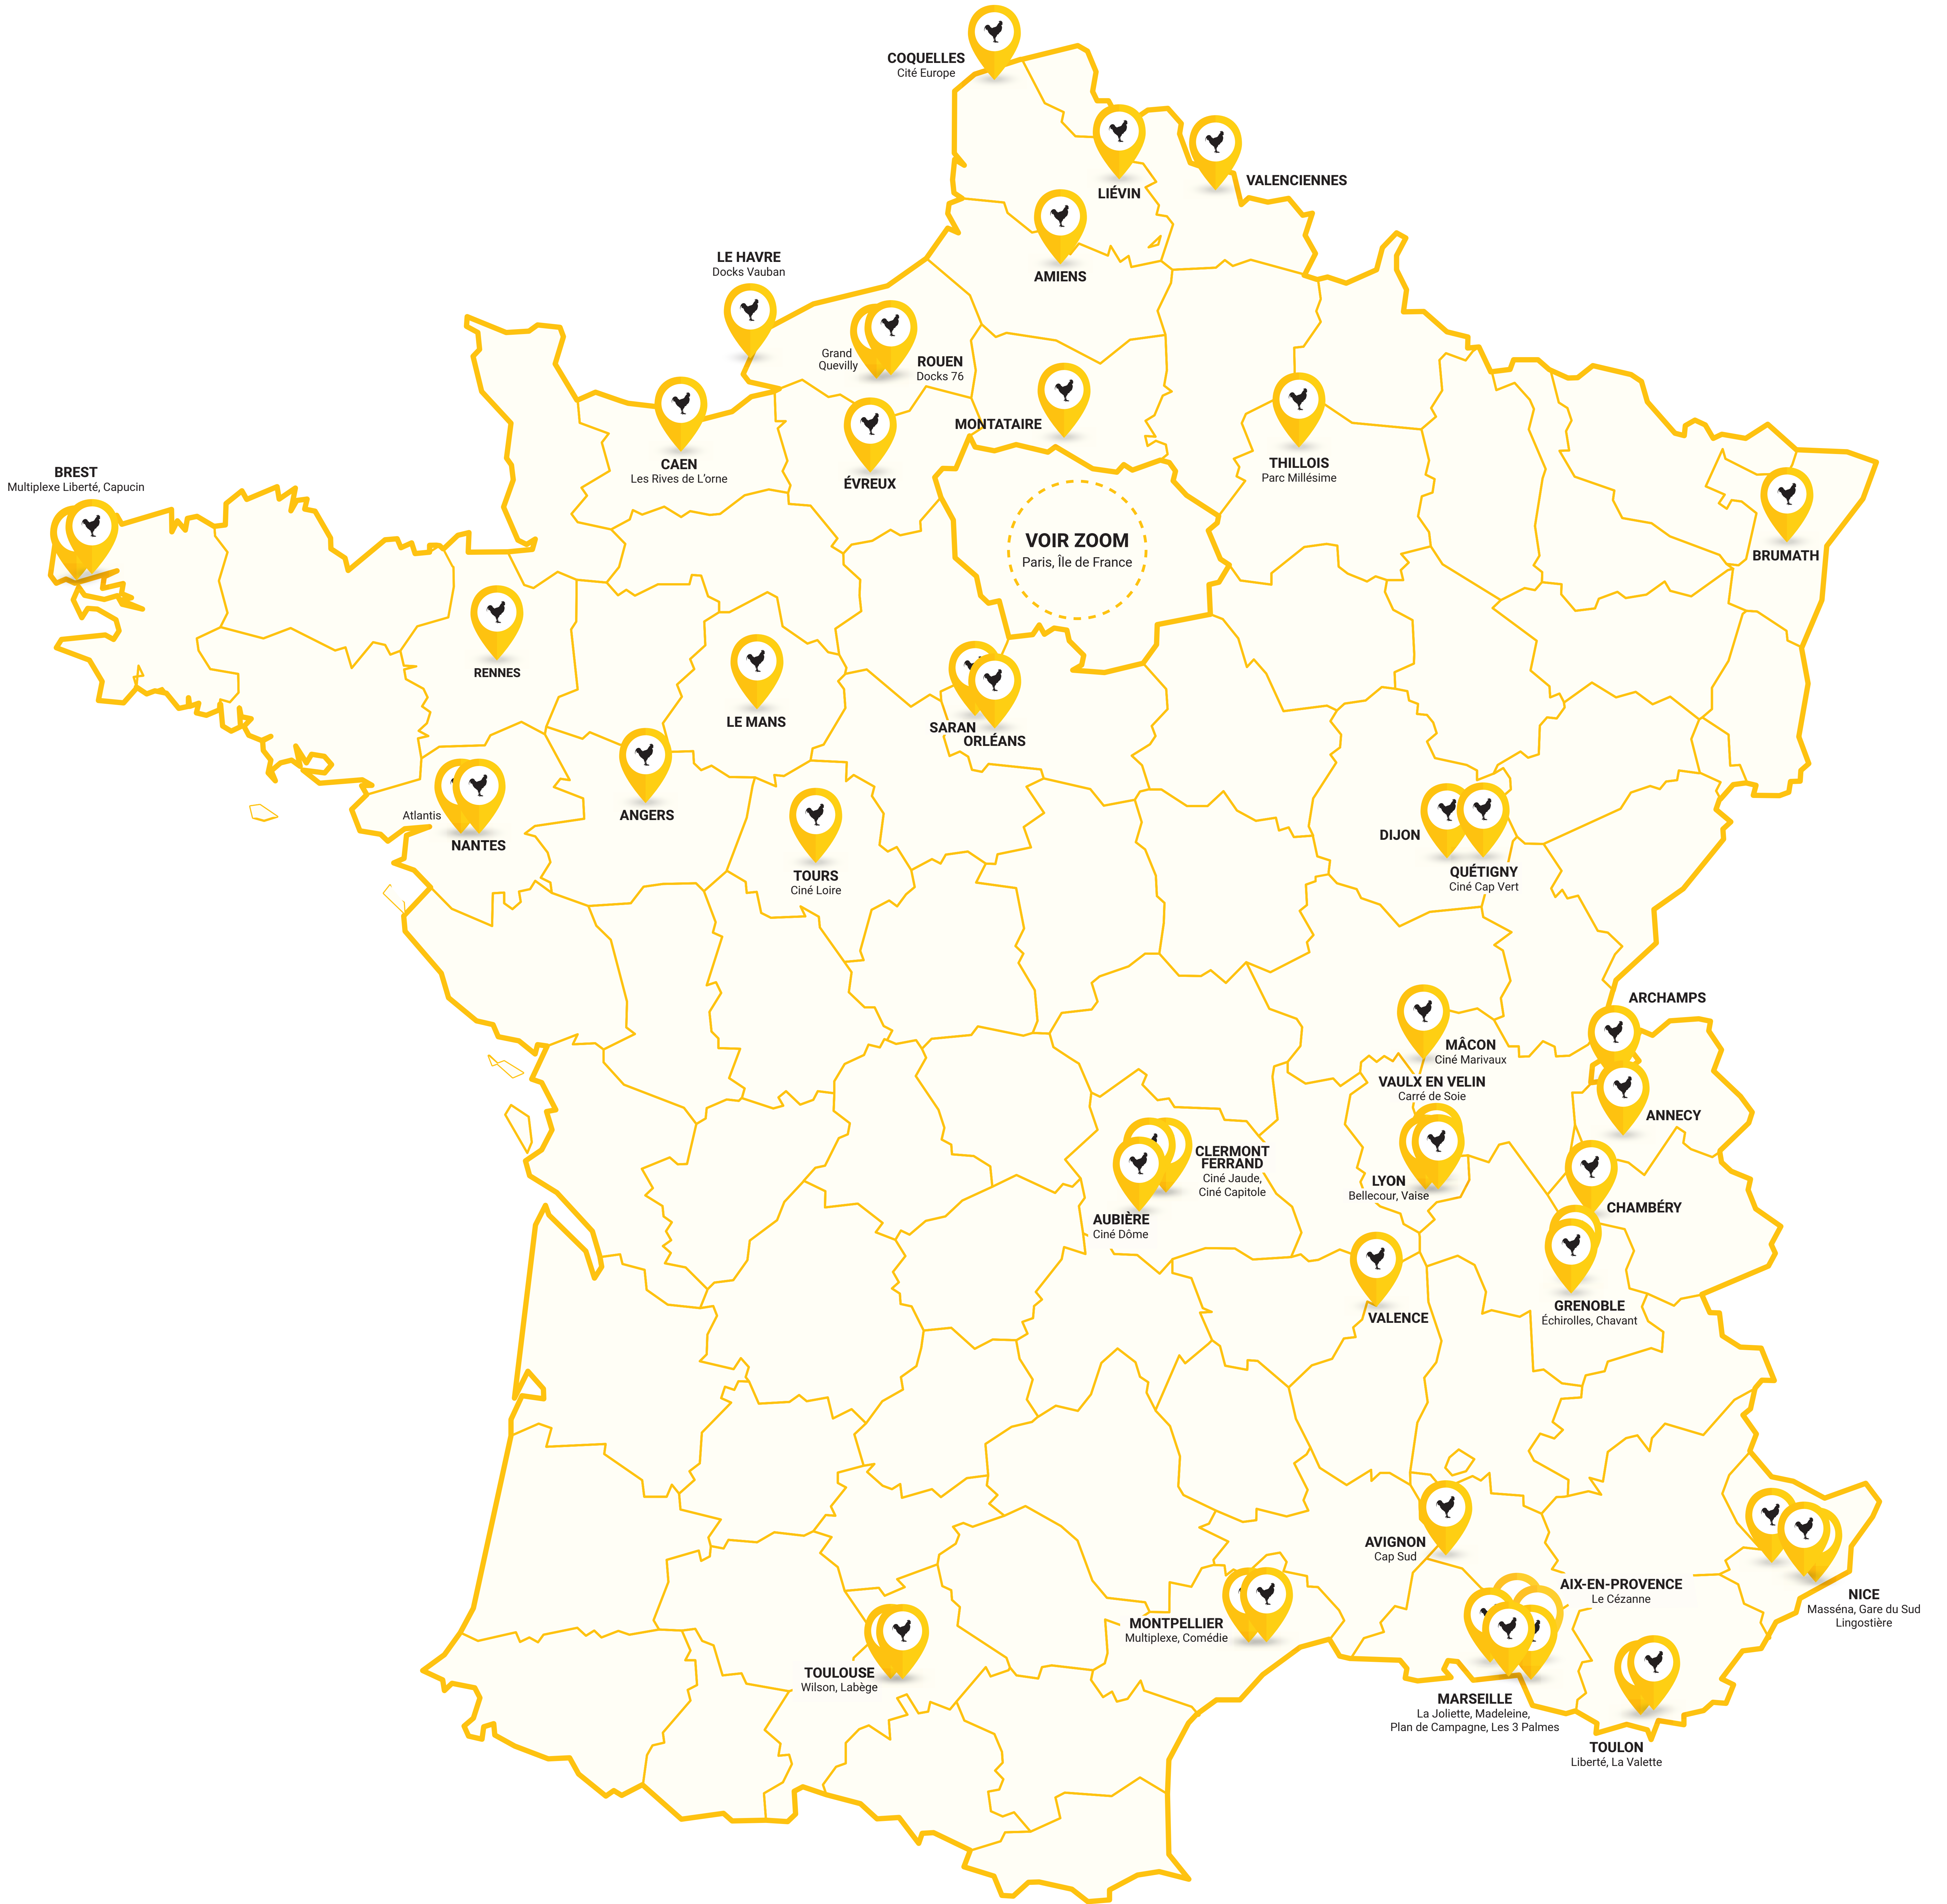 COQUELLES
Cité Europe
LIÉVIN
VALENCIENNES
AMIENS
LE HAVRE
Docks Vauban
Grand
Quevilly
ROUEN
Docks 76
MONTATAIRE
CAEN
Les Rives de L'orne
ÉVREUX
THILLOIS
Parc Millésime
BREST
Multiplexe Liberté, Capucin
VOIR ZOOM
Paris, Île de France
BRUMATH
RENNES
LE MANS
SARAN
ORLÉANS
ANGERS
Atlantis
NANTES
TOURS
Ciné Loire
DIJON
QUÉTIGNY
Ciné Cap Vert
ARCHAMPS
MÂCON
Ciné Marivaux
VAULX EN VELIN
Carré de Soie
ANNECY
CLERMONT
FERRAND
Ciné Jaude,
Ciné Capitole
LYON
Bellecour, Vaise
AUBIÈRE
Ciné Dôme
CHAMBÉRY
GRENOBLE
Échirolles, Chavant
VALENCE
AVIGNON
Cap Sud
AIX-EN-PROVENCE
Le Cézanne
NICE
Masséna, Gare du Sud
Lingostière
MONTPELLIER
Multiplexe, Comédie
TOULOUSE
Wilson, Labège
MARSEILLE
La Joliette, Madeleine,
Plan de Campagne, Les 3 Palmes
TOULON
Liberté, La Valette